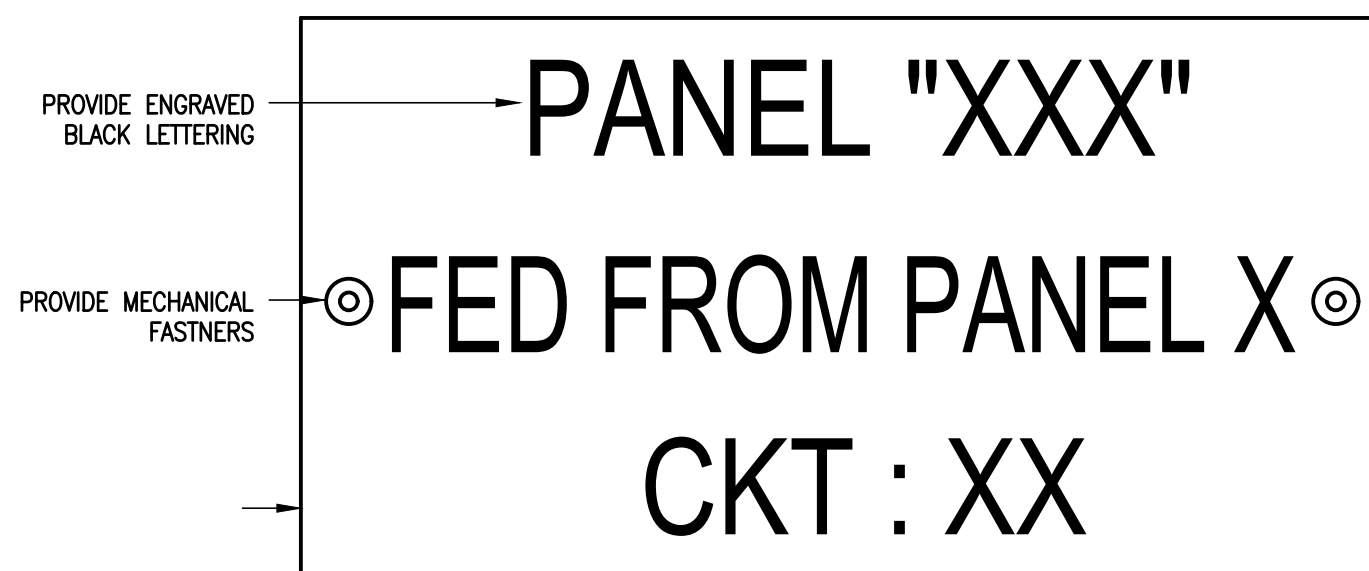 PROVIDE ENGRAVED
BLACK LETTERING
PANEL "XXX"
PROVIDE MECHANICAL
FASTNERS
FED FROM PANEL X
CKT : XX